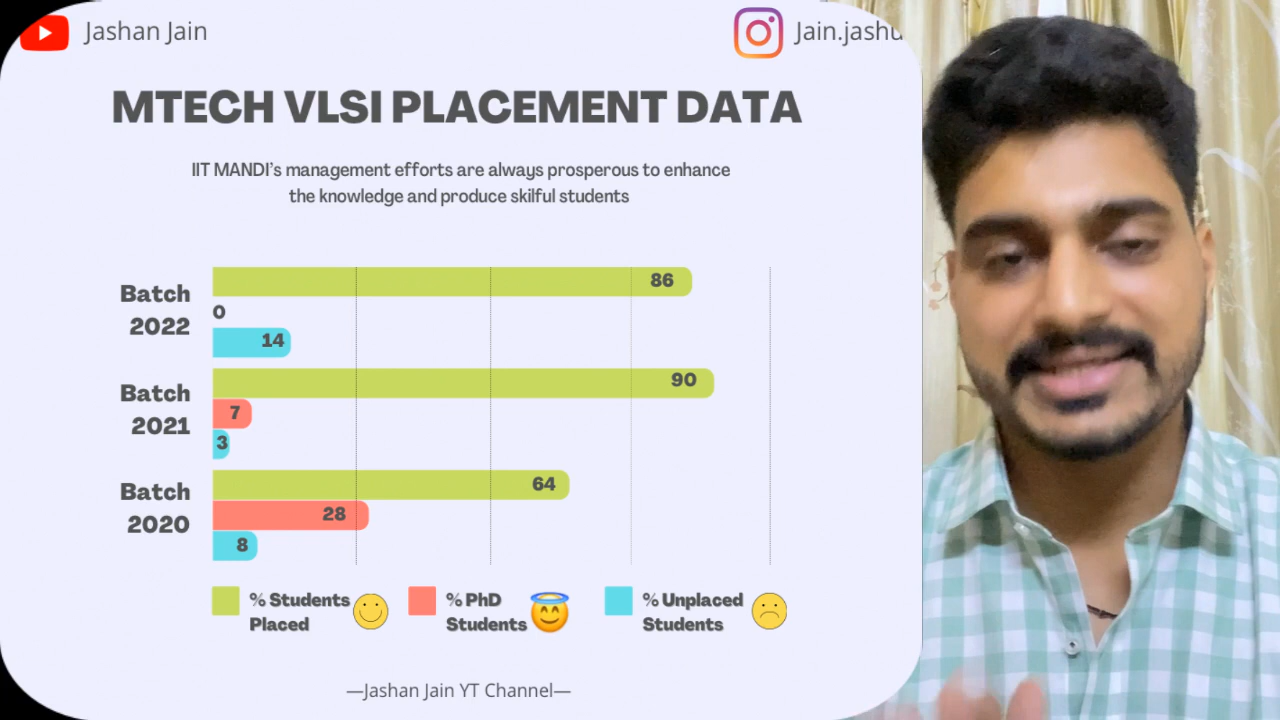 Jashan Jain
Jain.jashu
MTECH VLSI PLACEMENT DATA
IIT MANDI’s management efforts are always prosperous to enhance
the knowledge and produce skilful students
Batch
2022
86
0
14
Batch
2021
90
7
3
Batch
2020
64
28
8
% Students
Placed
% PhD
Students
% Unplaced
Students
—Jashan Jain YT Channel—